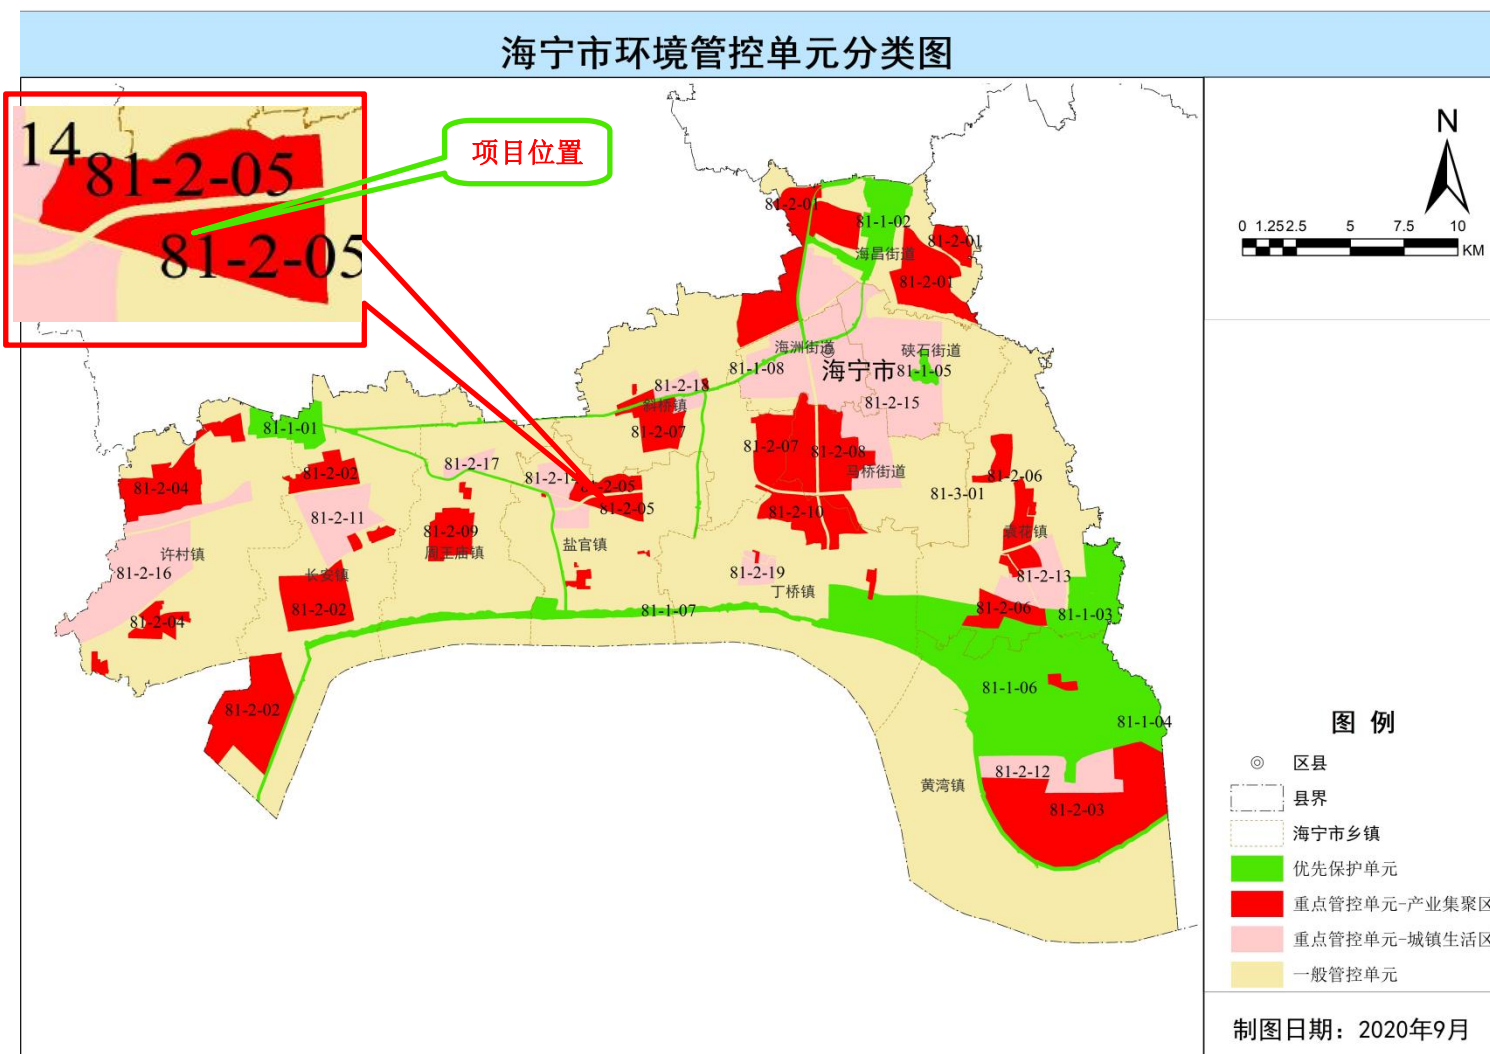 海宁市环境管控单元分类图
14
81-2-05
81-2-05
项目位置
N
0 1.25 2.5 5 7.5 10
KM
81-2-01
81-1-02
81-2-01
海昌街道
81-2-01
海洲街道
硖石街道
81-1-08
海宁市
81-1-05
81-2-18
81-2-15
斜桥镇
81-1-01
81-2-07
81-2-07
81-2-08
马桥街道
81-2-17
81-2-02
81-2-1
81-2-06
81-2-04
81-2-05
81-3-01
81-2-05
81-2-10
81-2-11
81-2-09
袁花镇
周王庙镇
盐官镇
许村镇
81-2-16
长安镇
81-2-19
81-2-13
丁桥镇
81-2-02
81-1-07
81-2-06
81-1-03
81-2-04
81-1-06
81-2-02
81-1-04
81-2-12
黄湾镇
81-2-03
图 例
区县
县界
海宁市乡镇
优先保护单元
重点管控单元-产业集聚区
重点管控单元-城镇生活区
一般管控单元
制图日期：2020年9月